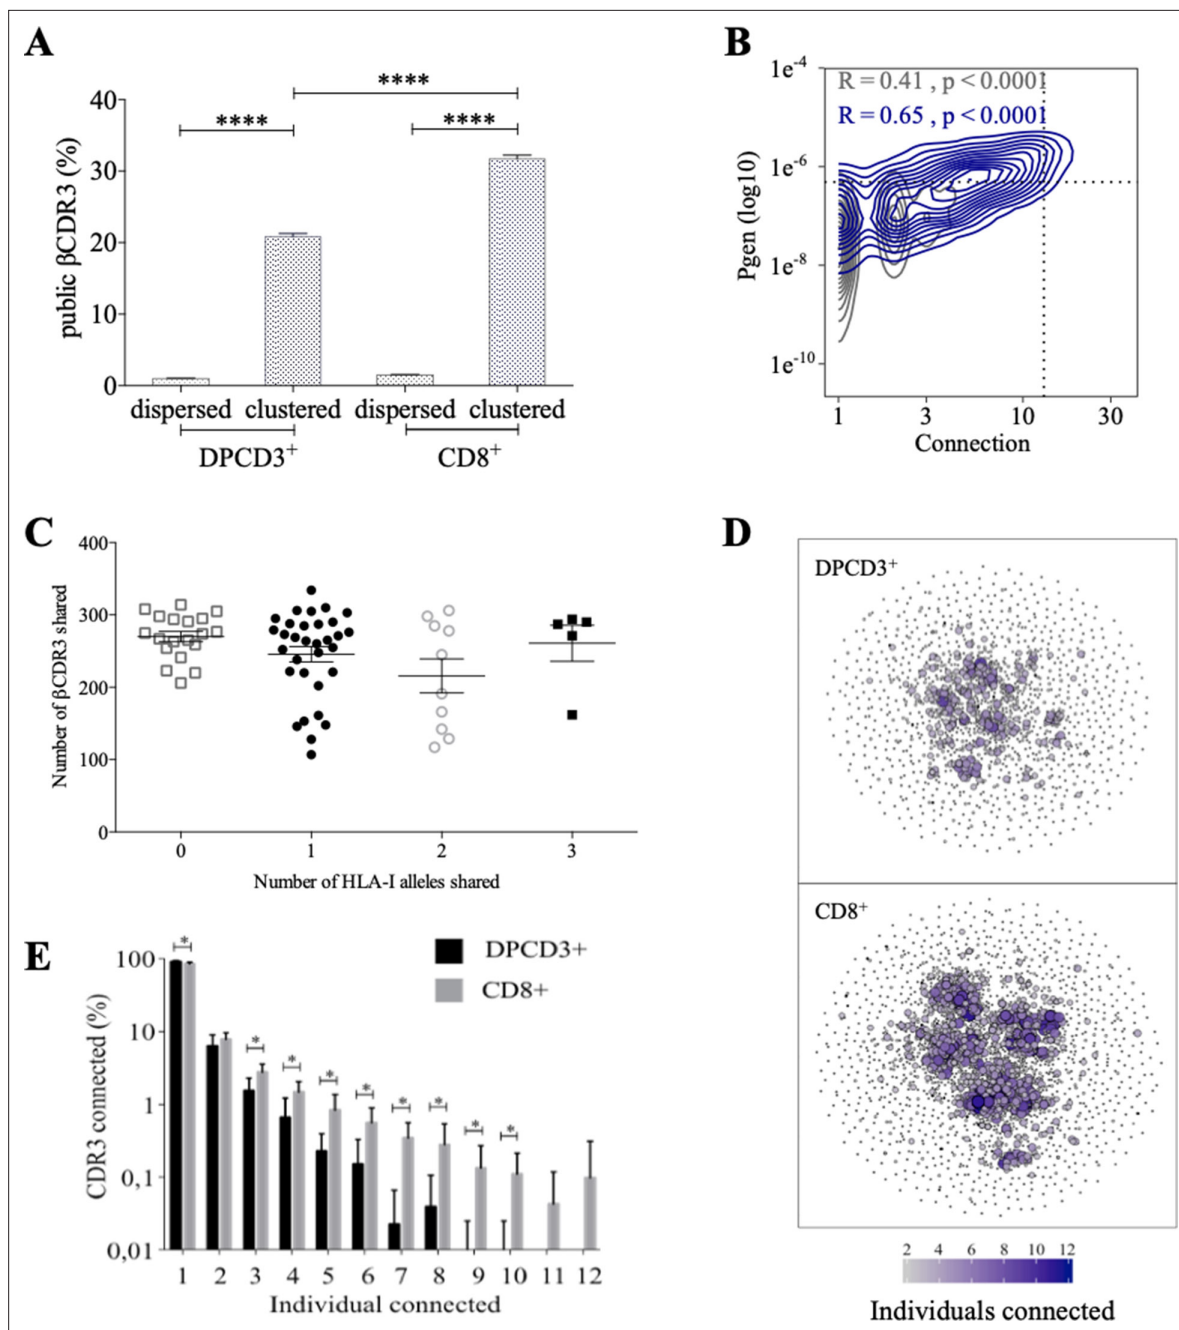 A
****
****
****
public βCDR3 (%)
40
30
20
10
0
dispersed clustered dispersed clustered
DPCD3+
CD8+
B
R = 0.41 , p < 0.0001
R = 0.65 , p < 0.0001
Pgen (log10)
1e-4
1e-6
1e-8
1e-10
1 3 10 30
Connection
C
Number of βCDR3 shared
400
300
200
100
0
0 1 2 3
Number of HLA-I alleles shared
D
DPCD3+
CD8+
2 4 6 8 10 12
Individuals connected
E
DPCD3+
CD8+
* * * * * * * * *
CDR3 connected (%)
100
10
1
0,1
0,01
1 2 3 4 5 6 7 8 9 10 11 12
Individual connected